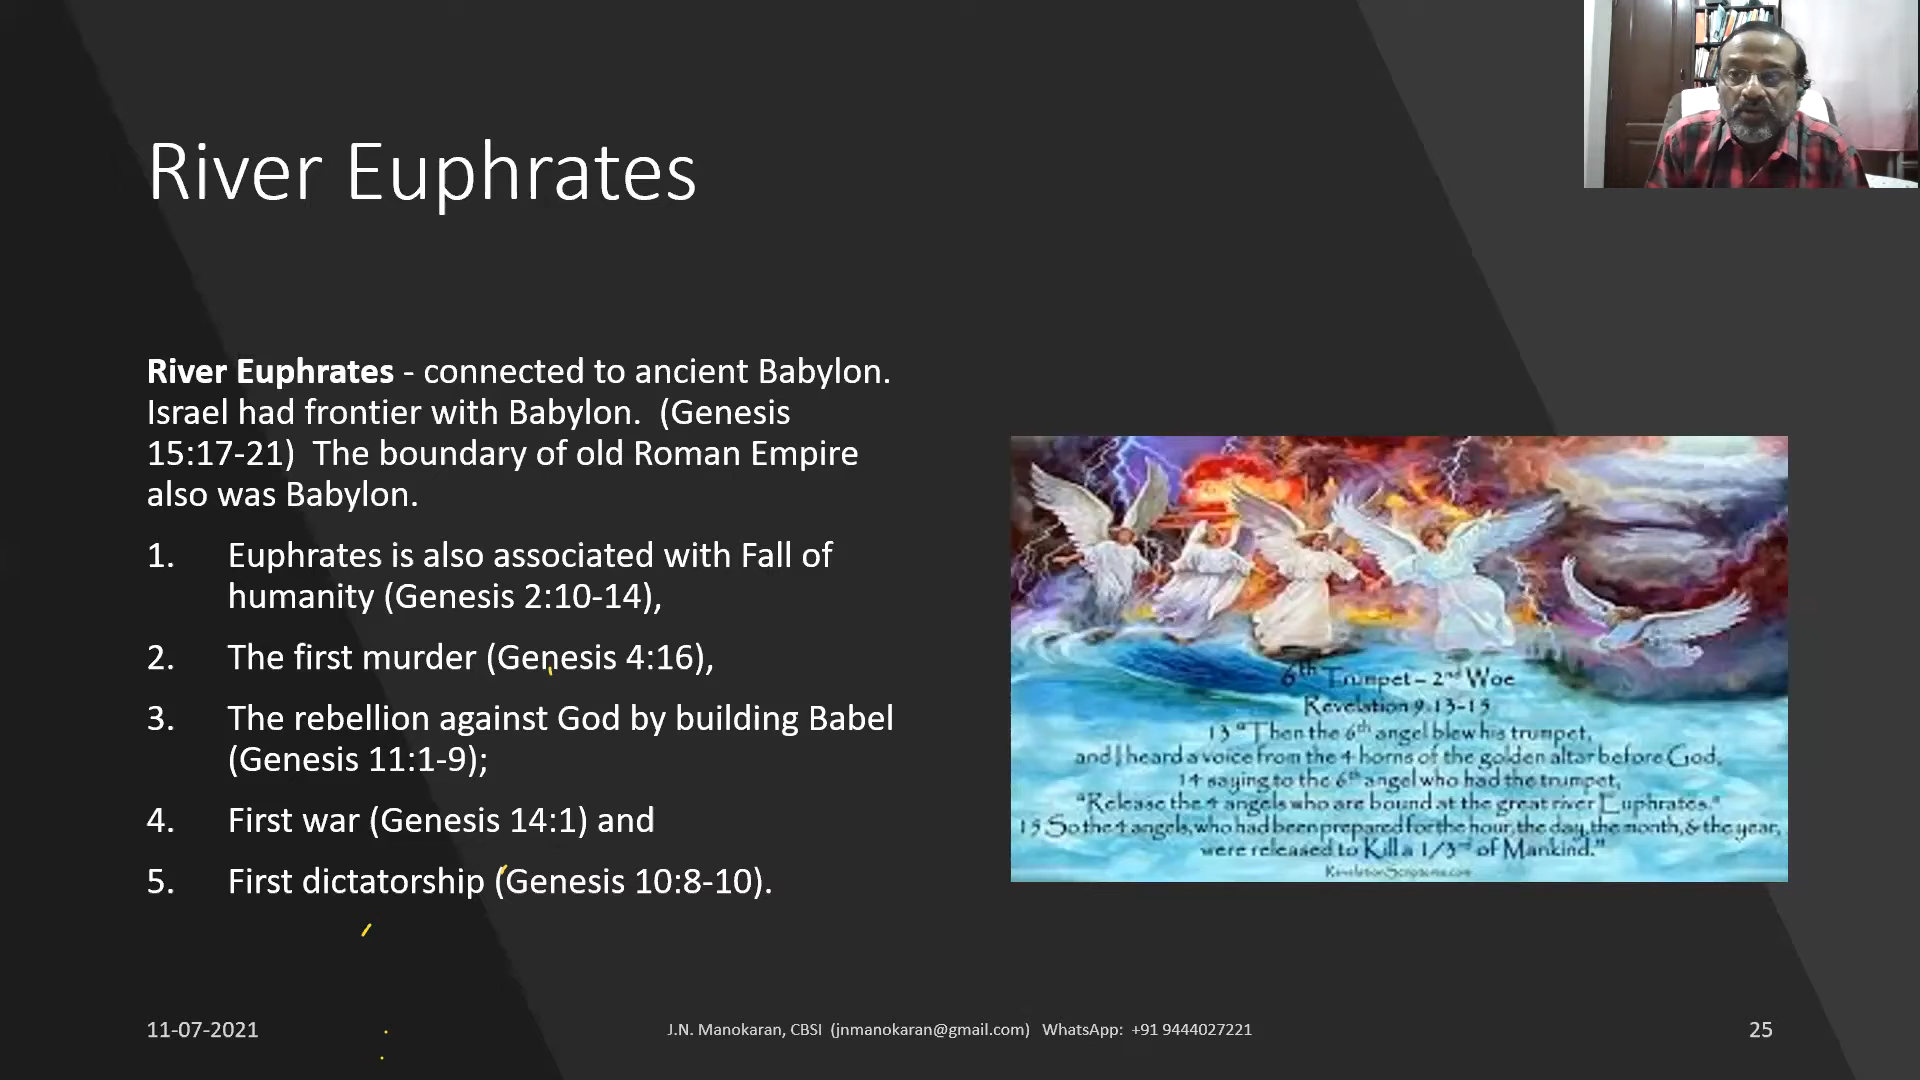 River Euphrates
River Euphrates - connected to ancient Babylon.
Israel had frontier with Babylon. (Genesis
15:17-21) The boundary of old Roman Empire
also was Babylon.
1. Euphrates is also associated with Fall of
humanity (Genesis 2:10-14),
2. The first murder (Genesis 4:16),
3. The rebellion against God by building Babel
(Genesis 11:1-9);
4. First war (Genesis 14:1) and
5. First dictatorship (Genesis 10:8-10).
6th Trumpet – 2nd Woe
Revelation 9:13-15
13 "Then the 6th angel blew his trumpet,
and I heard a voice from the 4 horns of the golden altar before God,
14 saying to the 6th angel who had the trumpet,
"Release the 4 angels who are bound at the great river Euphrates."
15 So the 4 angels, who had been prepared for the hour, the day, the month, & the year,
were released to Kill a 1/3rd of Mankind."
RevelationScriptures.com
11-07-2021
J.N. Manokaran, CBSI (jnmanokaran@gmail.com) WhatsApp: +91 9444027221
25